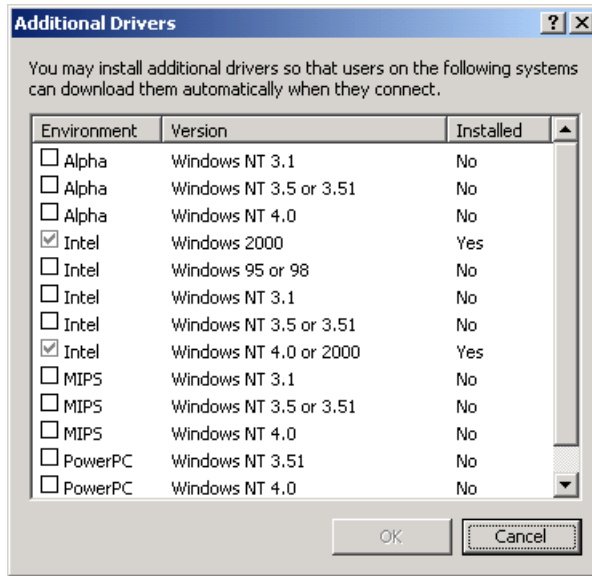 Additional Drivers
You may install additional drivers so that users on the following systems
can download them automatically when they connect.
Environment Version Installed
Alpha Windows NT 3.1 No
Alpha Windows NT 3.5 or 3.51 No
Alpha Windows NT 4.0 No
Intel Windows 2000 Yes
Intel Windows 95 or 98 No
Intel Windows NT 3.1 No
Intel Windows NT 3.5 or 3.51 No
Intel Windows NT 4.0 or 2000 Yes
MIPS Windows NT 3.1 No
MIPS Windows NT 3.5 or 3.51 No
MIPS Windows NT 4.0 No
PowerPC Windows NT 3.51 No
PowerPC Windows NT 4.0 No
OK Cancel